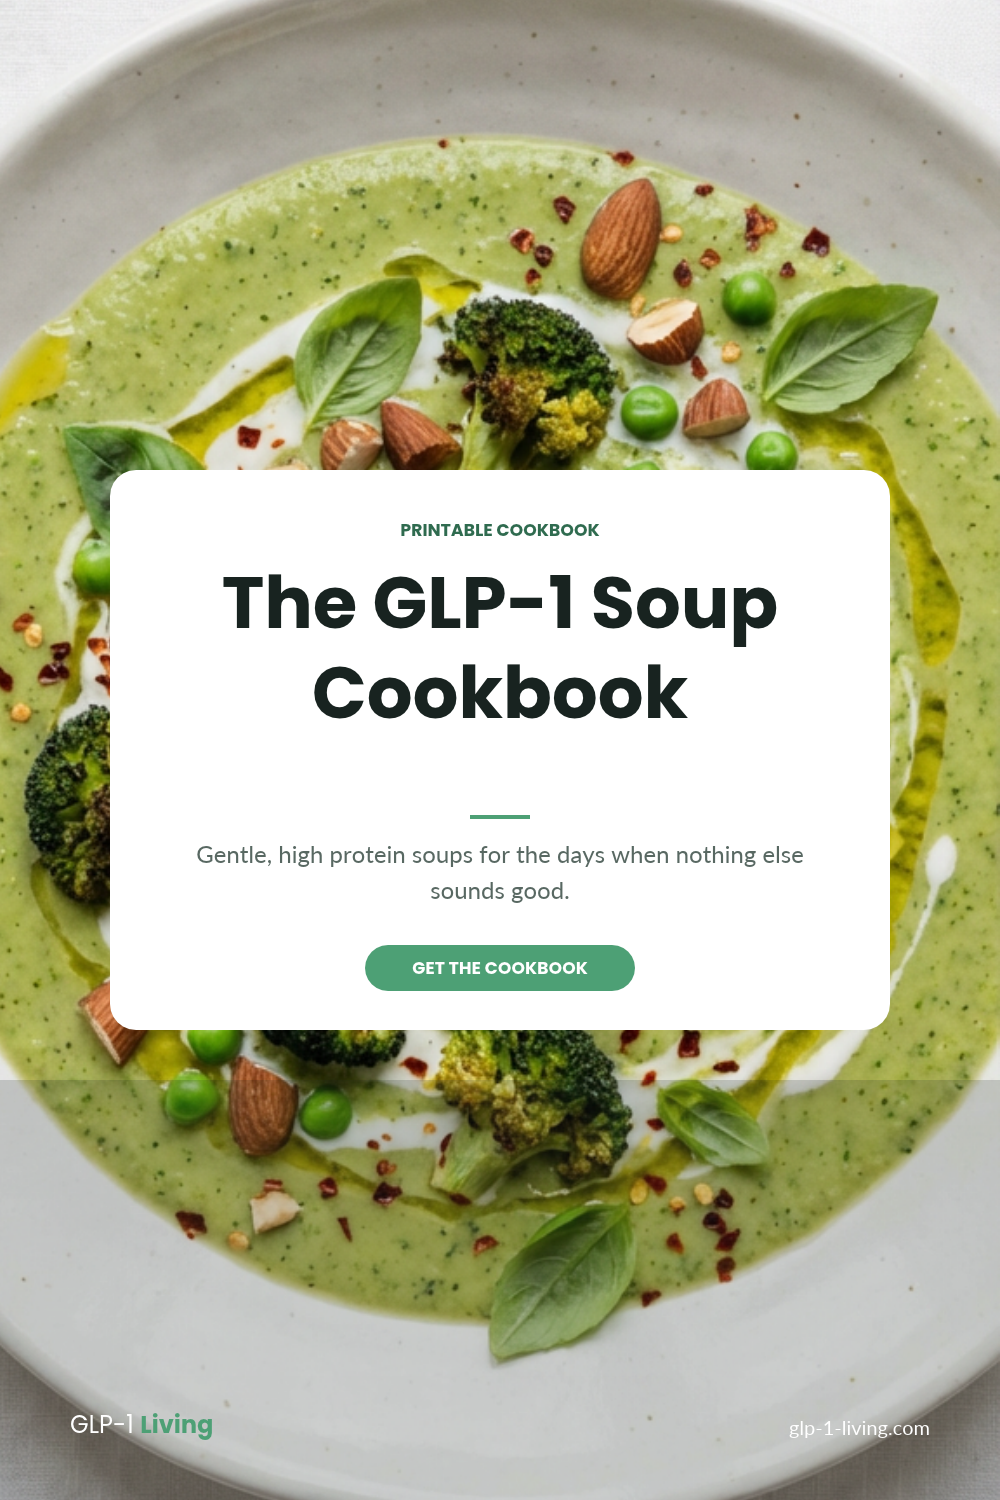 PRINTABLE COOKBOOK
The GLP-1 Soup
Cookbook
Gentle, high protein soups for the days when nothing else
sounds good.
GET THE COOKBOOK
GLP-1 Living
glp-1-living.com